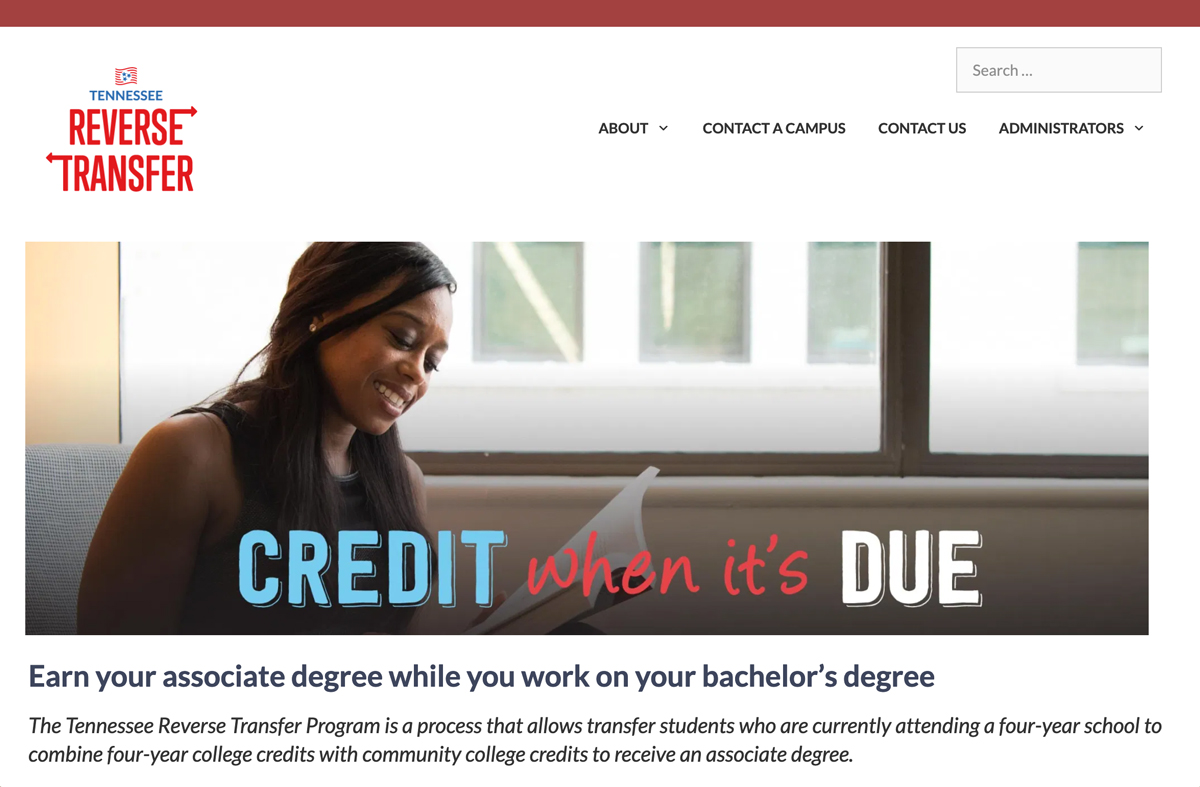 Search ...
TENNESSEE
REVERSE
TRANSFER
ABOUT CONTACT A CAMPUS CONTACT US ADMINISTRATORS
CREDIT when it's DUE
Earn your associate degree while you work on your bachelor’s degree
The Tennessee Reverse Transfer Program is a process that allows transfer students who are currently attending a four-year school to
combine four-year college credits with community college credits to receive an associate degree.